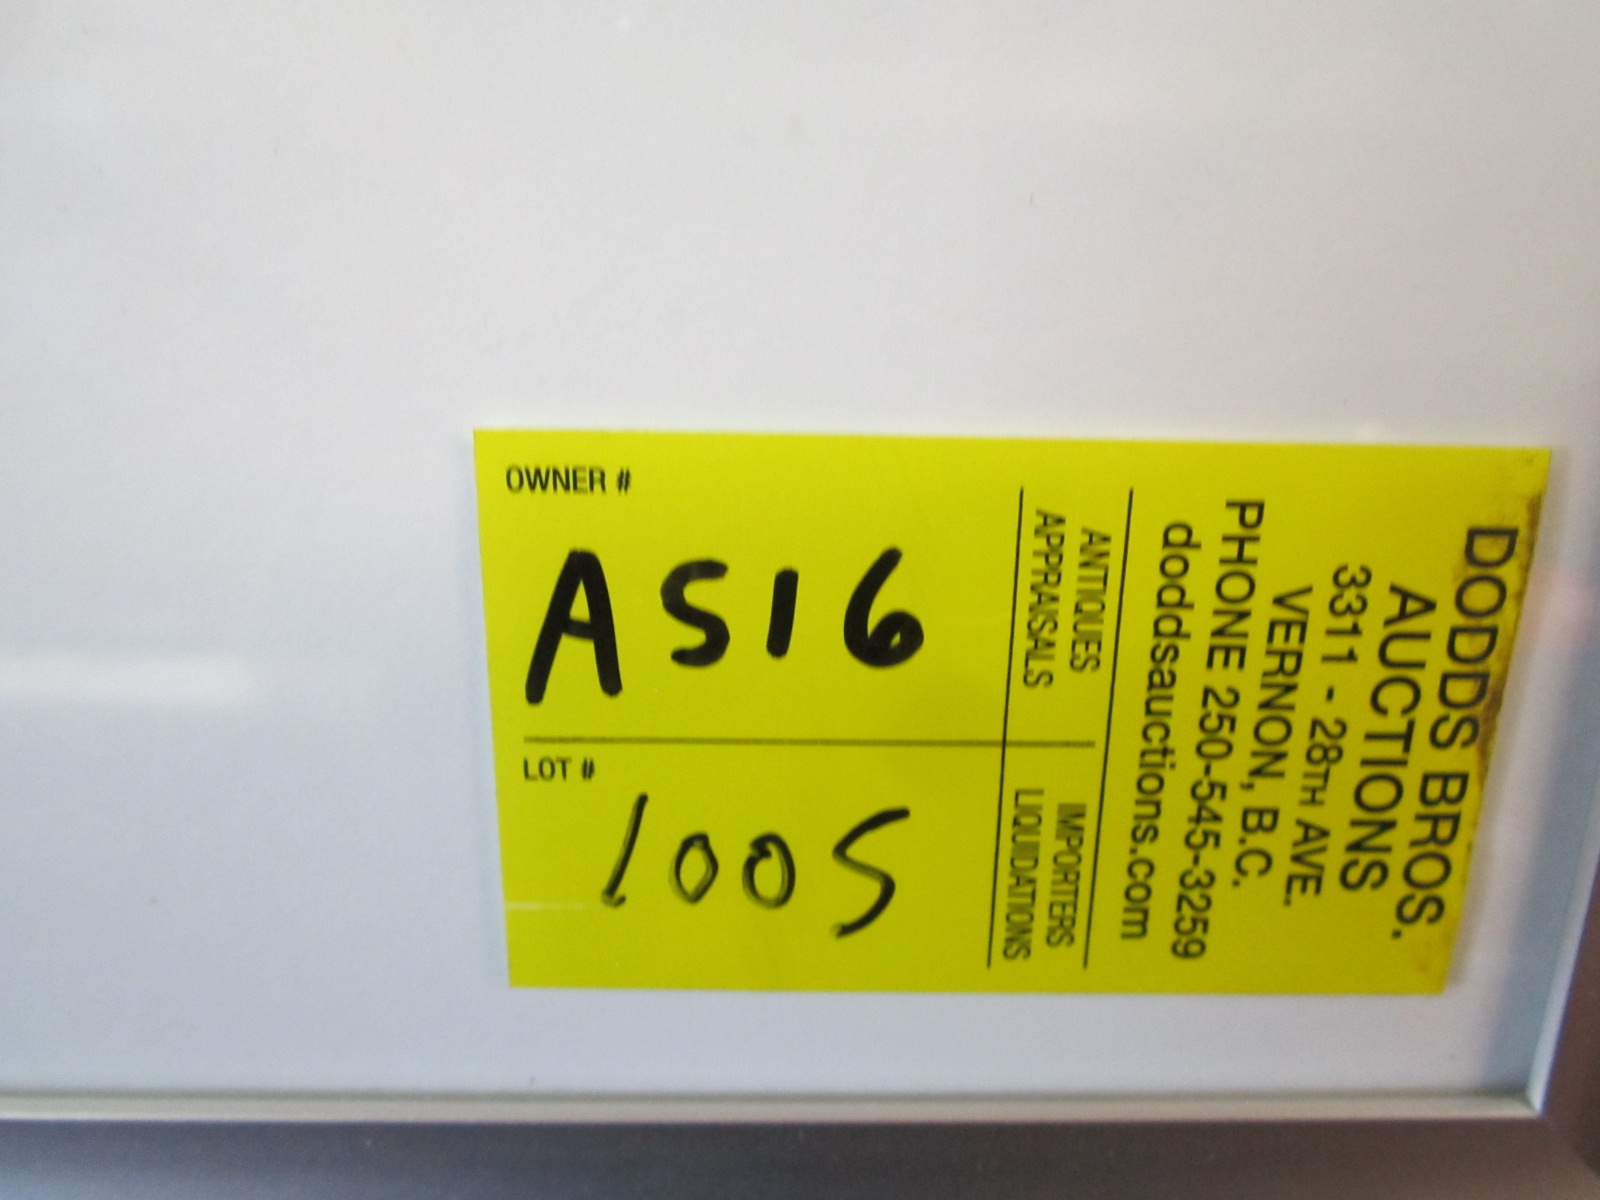 OWNER #
A516
LOT #
1005
ANTIQUES
APPRAISALS
IMPORTERS
LIQUIDATIONS
DODDS BROS.
AUCTIONS
3311 - 28TH AVE.
VERNON, B.C.
PHONE 250-545-3259
doddsauctions.com